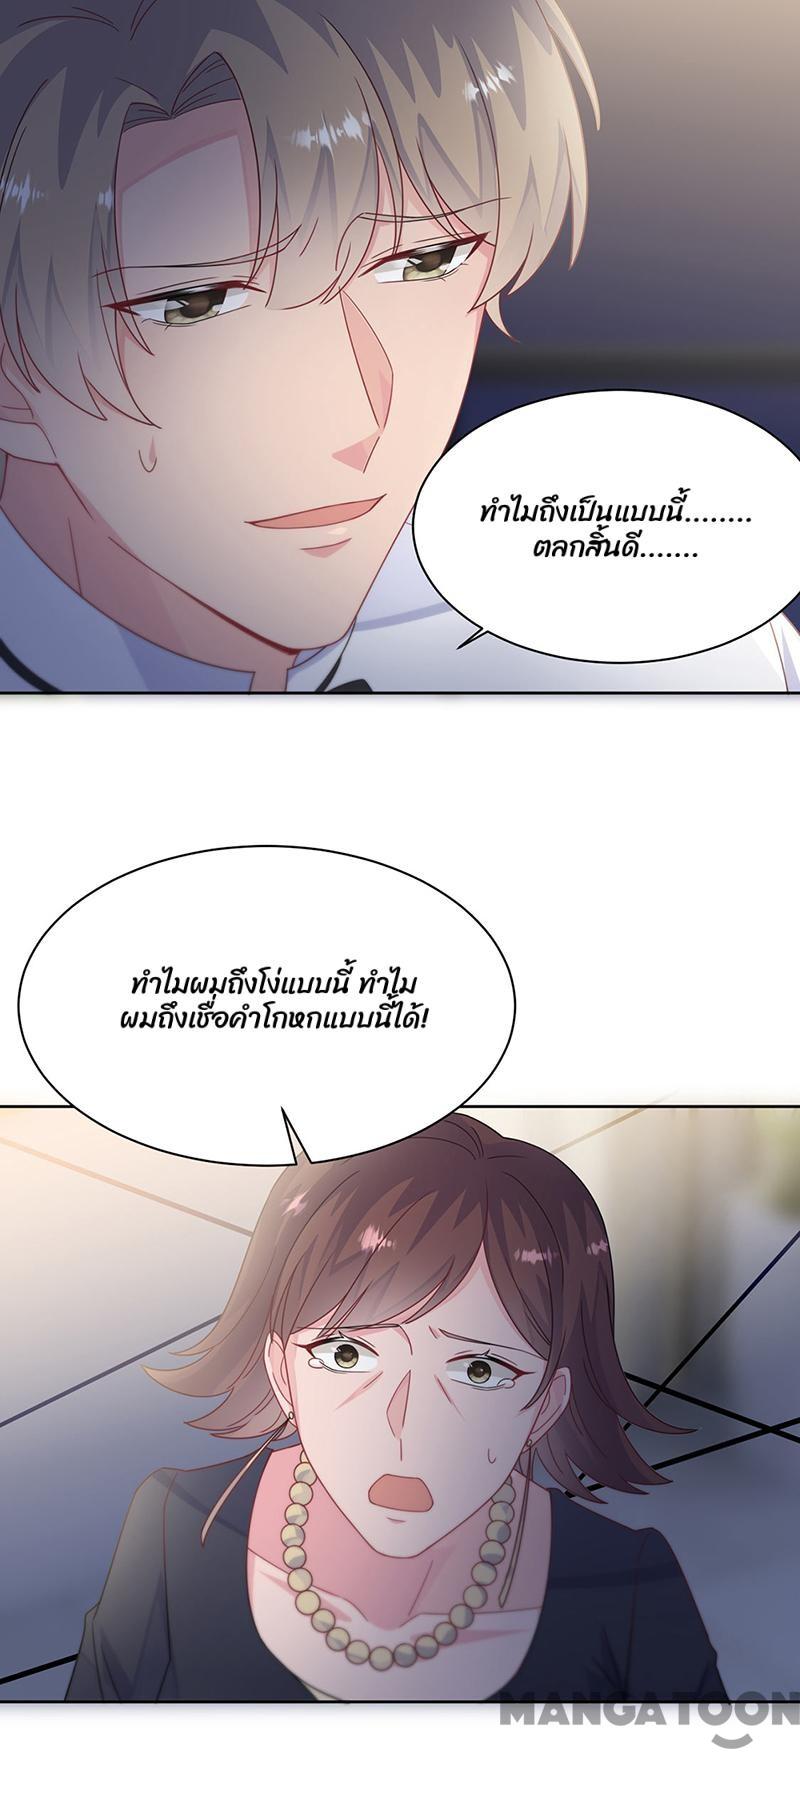 ทำไมถึงเป็นแบบนี้........
ตลกสิ้นดี.......
ทำไมผมถึงโง่แบบนี้ ทำไม
ผมถึงเชื่อคำโกหกแบบนี้ได้!
MANGATOON